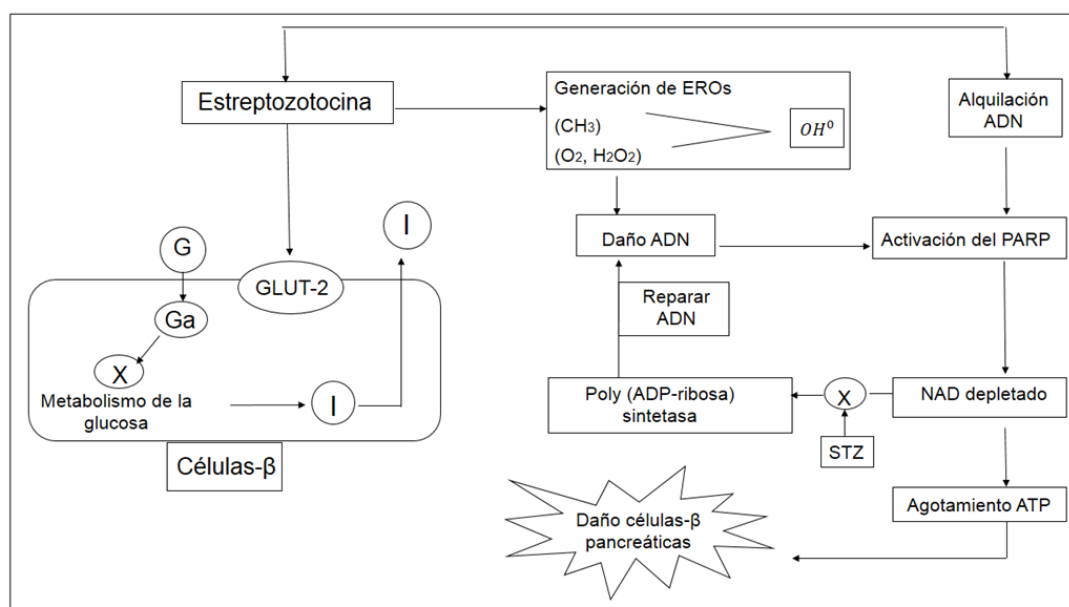 Estreptozotocina
Generación de EROs
(CH3)
(O2, H2O2)
OH⁰
Alquilación
ADN
G
I
GLUT-2
Ga
X
Metabolismo de la
glucosa
I
Células-β
Daño ADN
Activación del PARP
Reparar
ADN
Poly (ADP-ribosa)
sintetasa
X
STZ
NAD depletado
Agotamiento ATP
Daño células-β
pancreáticas